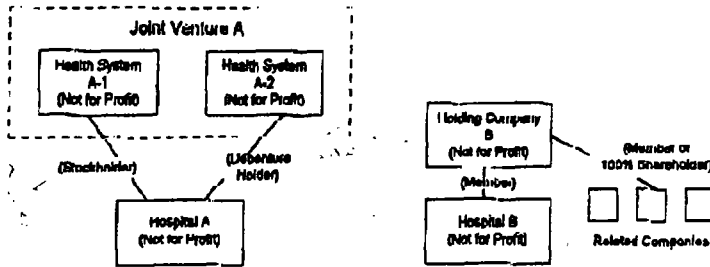 Joint Venture A
Health System
A-1
(Not for Profit)
Health System
A-2
(Not for Profit)
(Stockholder)
(Debenture
Holder)
Hospital A
(Not for Profit)
Holding Company
B
(Not for Profit)
(Member)
Hospital B
(Not for Profit)
(Member or
100% Shareholder)
Related Companies